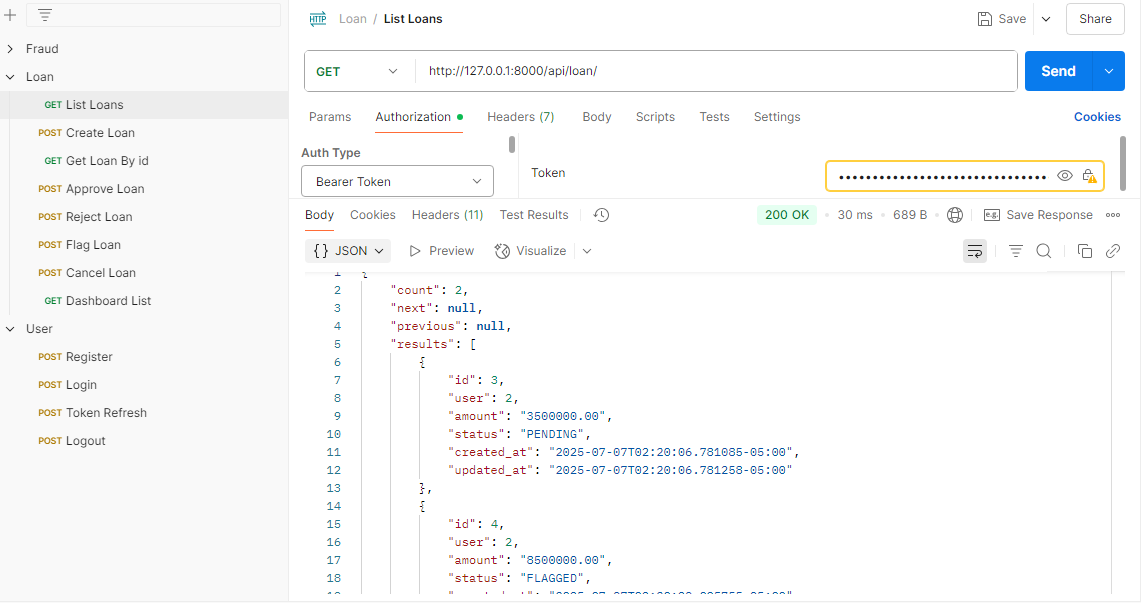 Fraud
Loan
GET List Loans
POST Create Loan
GET Get Loan By id
POST Approve Loan
POST Reject Loan
POST Flag Loan
POST Cancel Loan
GET Dashboard List
User
POST Register
POST Login
POST Token Refresh
POST Logout
HTTP Loan / List Loans
Save
Share
GET http://127.0.0.1:8000/api/loan/
Send
Params Authorization Headers (7) Body Scripts Tests Settings Cookies
Auth Type
Bearer Token
Token
Body Cookies Headers (11) Test Results
200 OK • 30 ms • 689 B • e.g. Save Response
{} JSON Preview Visualize
1 {
2 "count": 2,
3 "next": null,
4 "previous": null,
5 "results": [
6 {
7 "id": 3,
8 "user": 2,
9 "amount": "3500000.00",
10 "status": "PENDING",
11 "created_at": "2025-07-07T02:20:06.781085-05:00",
12 "updated_at": "2025-07-07T02:20:06.781258-05:00"
13 },
14 {
15 "id": 4,
16 "user": 2,
17 "amount": "8500000.00",
18 "status": "FLAGGED",